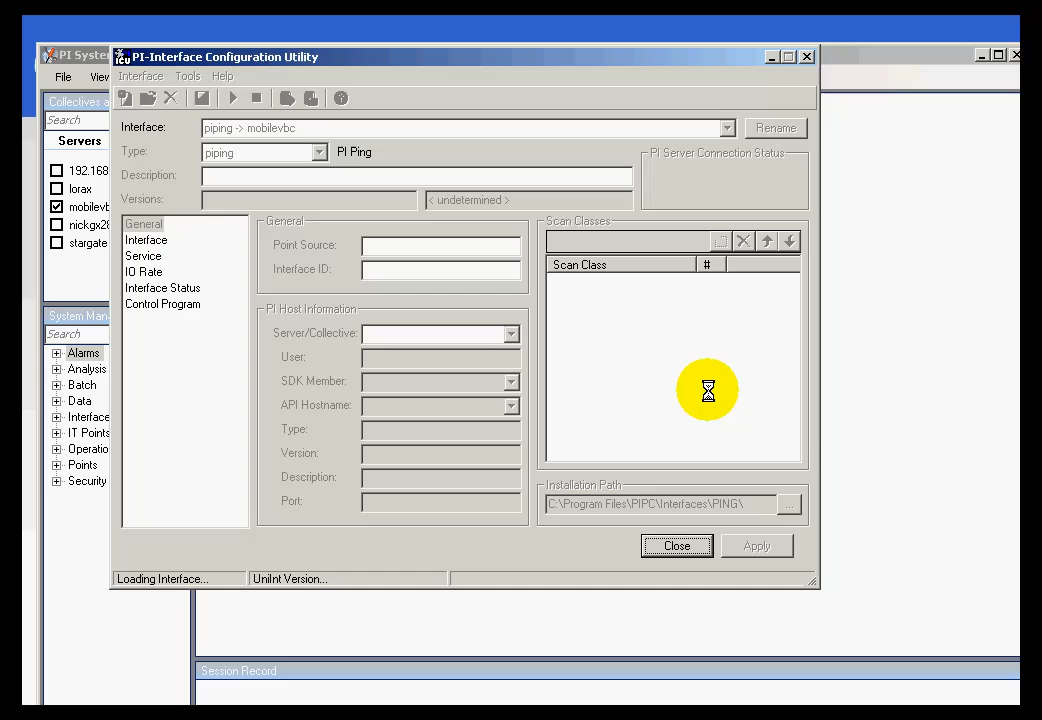 PI Syste
File View
Collectives a
Search
Servers
192.168
lorax
mobilevb
nickgx28
stargate
System Man
Search
Alarms
Analysis
Batch
Data
Interface
IT Points
Operatio
Points
Security
ICU PI-Interface Configuration Utility
Interface Tools Help
Interface: piping -> mobilevbc Rename
Type: piping PI Ping
PI Server Connection Status
Description:
Versions: < undetermined >
General
Interface
Service
IO Rate
Interface Status
Control Program
General
Point Source:
Interface ID:
PI Host Information
Server/Collective:
User:
SDK Member:
API Hostname:
Type:
Version:
Description:
Port:
Scan Classes
Scan Class #
Installation Path
C:\Program Files\PIPC\Interfaces\PING\ ...
Close Apply
Loading Interface... UniInt Version...
Session Record